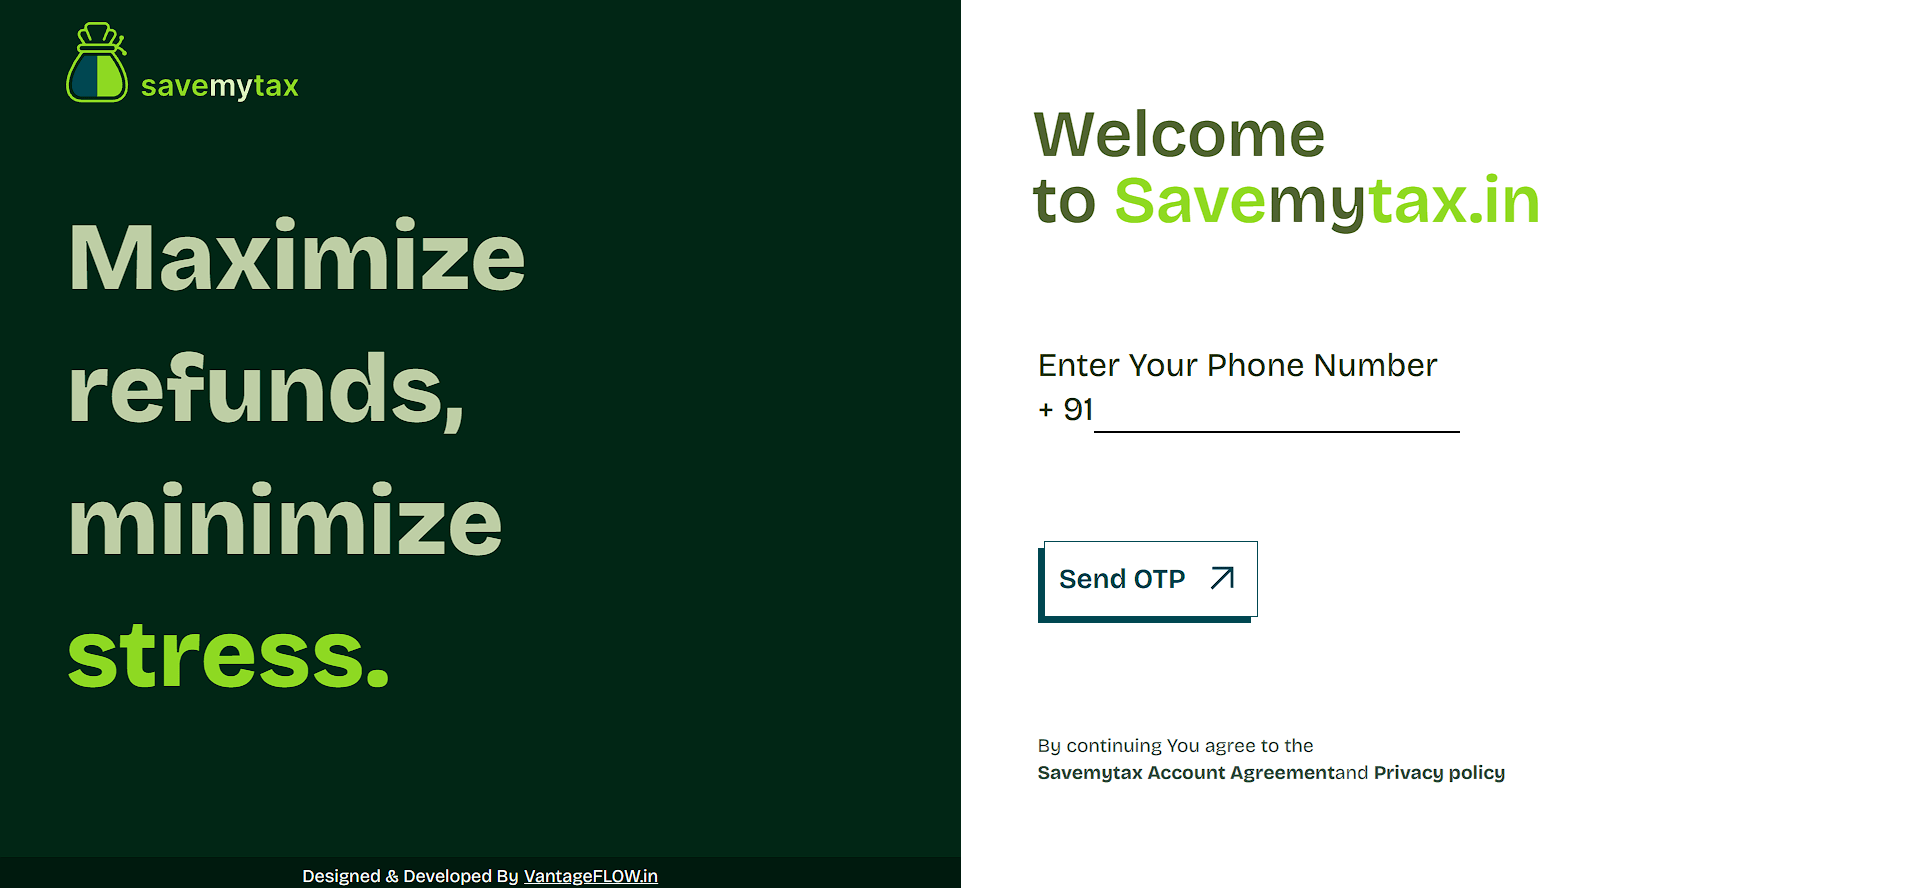 savemytax
Maximize
refunds,
minimize
stress.
Designed & Developed By VantageFLOW.in
Welcome
to Savemytax.in
Enter Your Phone Number
+ 91
Send OTP
By continuing You agree to the
Savemytax Account Agreementand Privacy policy